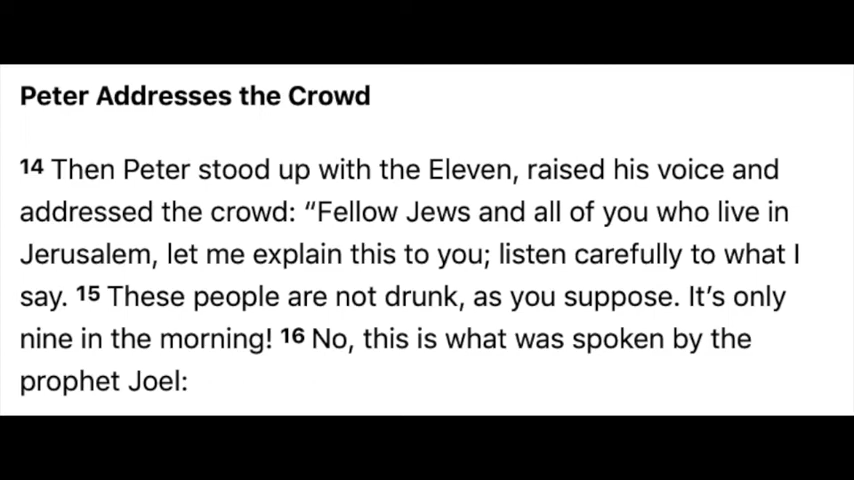 Peter Addresses the Crowd
14 Then Peter stood up with the Eleven, raised his voice and
addressed the crowd: “Fellow Jews and all of you who live in
Jerusalem, let me explain this to you; listen carefully to what I
say. 15 These people are not drunk, as you suppose. It’s only
nine in the morning! 16 No, this is what was spoken by the
prophet Joel: